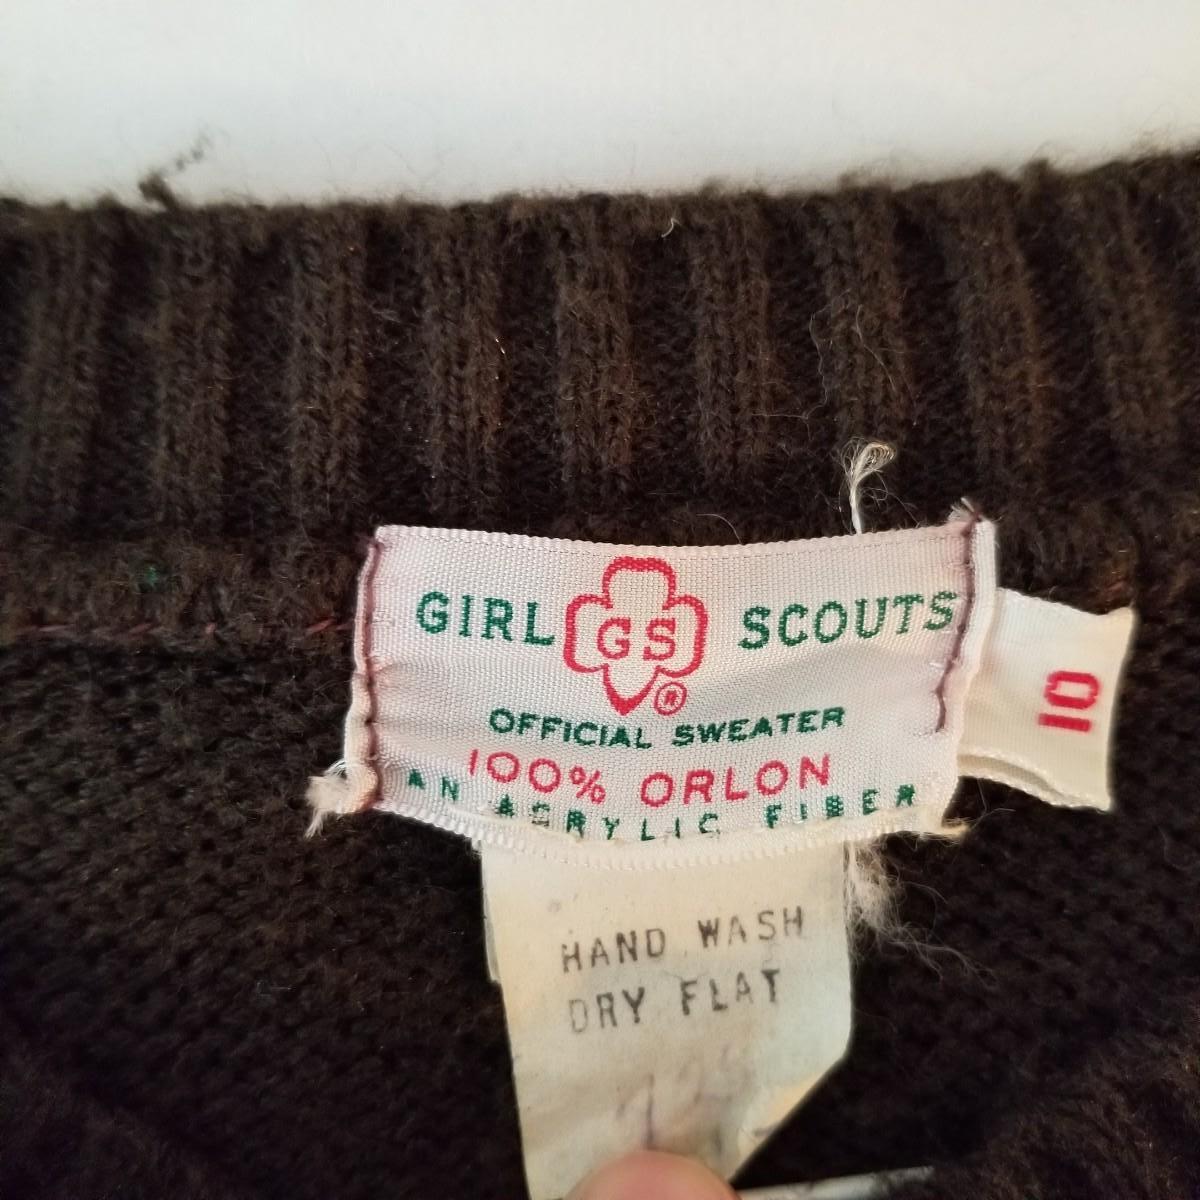 GIRL GS SCOUTS
®
OFFICIAL SWEATER
100% ORLON
AN ACRYLIC FIBER
10
HAND WASH
DRY FLAT